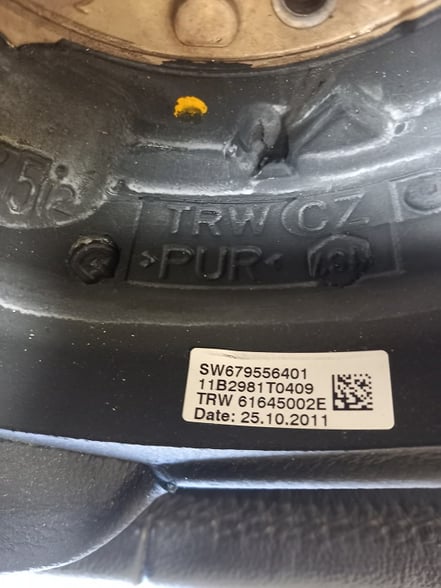 TRW CZ
>PUR<
SW679556401
11B2981T0409
TRW 61645002E
Date: 25.10.2011